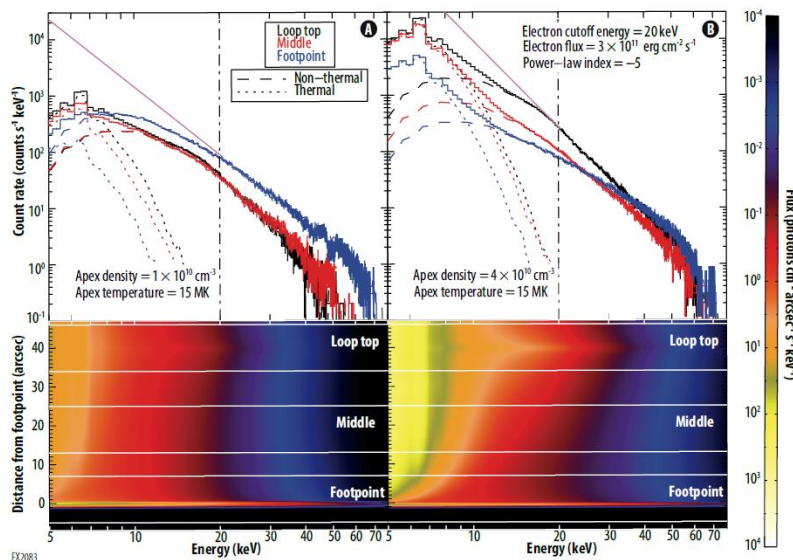 A
Loop top
Middle
Footpoint
Non−thermal
Thermal
Count rate (counts s⁻¹ keV⁻¹)
10⁴
10³
10²
10¹
10⁰
10⁻¹
Apex density = 1 × 10¹⁰ cm⁻³
Apex temperature = 15 MK
B
Electron cutoff energy = 20 keV
Electron flux = 3 × 10¹¹ erg cm⁻² s⁻¹
Power−law index = −5
Apex density = 4 × 10¹⁰ cm⁻³
Apex temperature = 15 MK
Distance from footpoint (arcsec)
40
30
20
10
0
Loop top
Middle
Footpoint
Loop top
Middle
Footpoint
5 10 20 30 40 50 60 70
Energy (keV)
5 10 20 30 40 50 60 70
Energy (keV)
10⁻⁴
10⁻²
10⁻¹
10⁰
10¹
10²
10³
10⁴
EX2083